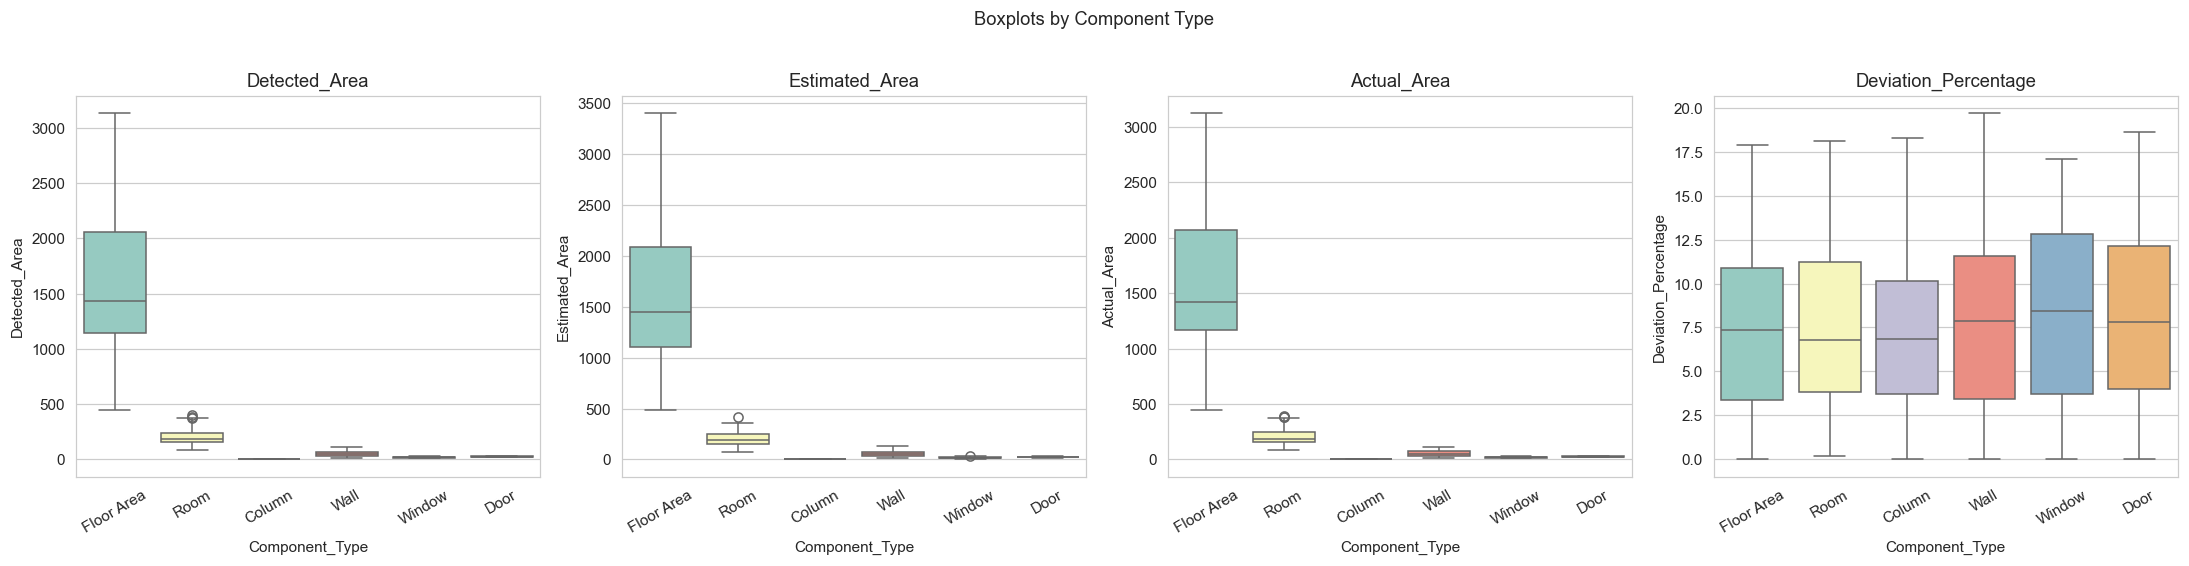 Boxplots by Component Type
Detected_Area
Detected_Area
3000
2500
2000
1500
1000
500
0
Floor Area
Room
Column
Wall
Window
Door
Component_Type
Estimated_Area
Estimated_Area
3500
3000
2500
2000
1500
1000
500
0
Floor Area
Room
Column
Wall
Window
Door
Component_Type
Actual_Area
Actual_Area
3000
2500
2000
1500
1000
500
0
Floor Area
Room
Column
Wall
Window
Door
Component_Type
Deviation_Percentage
Deviation_Percentage
20.0
17.5
15.0
12.5
10.0
7.5
5.0
2.5
0.0
Floor Area
Room
Column
Wall
Window
Door
Component_Type